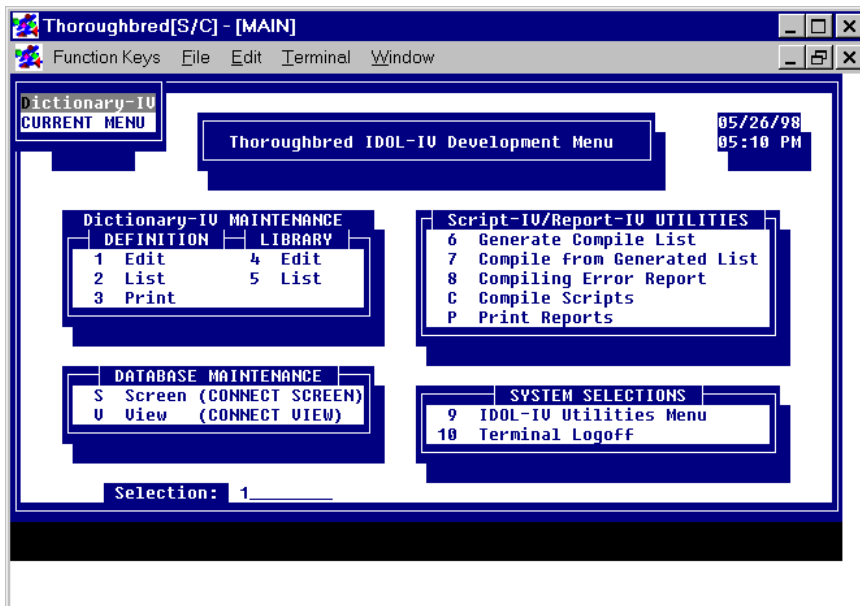 Thoroughbred[S/C] - [MAIN]
Function Keys File Edit Terminal Window
Dictionary-IV
CURRENT MENU
Thoroughbred IDOL-IV Development Menu
05/26/98
05:10 PM
Dictionary-IV MAINTENANCE
DEFINITION LIBRARY
1 Edit 4 Edit
2 List 5 List
3 Print
Script-IV/Report-IV UTILITIES
6 Generate Compile List
7 Compile from Generated List
8 Compiling Error Report
C Compile Scripts
P Print Reports
DATABASE MAINTENANCE
S Screen (CONNECT SCREEN)
V View (CONNECT VIEW)
SYSTEM SELECTIONS
9 IDOL-IV Utilities Menu
10 Terminal Logoff
Selection: 1_________